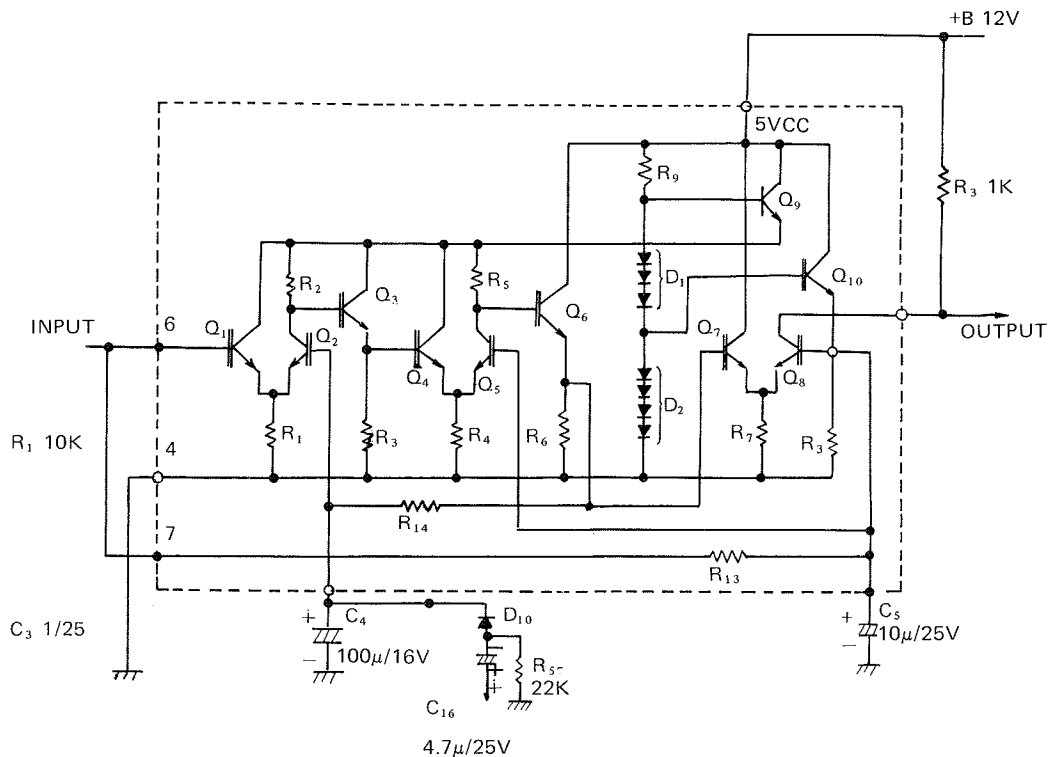 +B 12V
5VCC
R₉
Q₉
R₃ 1K
D₁
Q₁₀
R₂
Q₃
R₅
Q₆
INPUT
6
Q₁
Q₂
Q₄
Q₅
Q₇
Q₈
OUTPUT
D₂
R₁ 10K
4
R₁
R₃
R₄
R₆
R₇
R₃
7
R₁₄
R₁₃
C₃ 1/25
+
C₄
-
100μ/16V
D₁₀
-
+
R₅-
22K
+
C₅
-
10μ/25V
C₁₆
4.7μ/25V